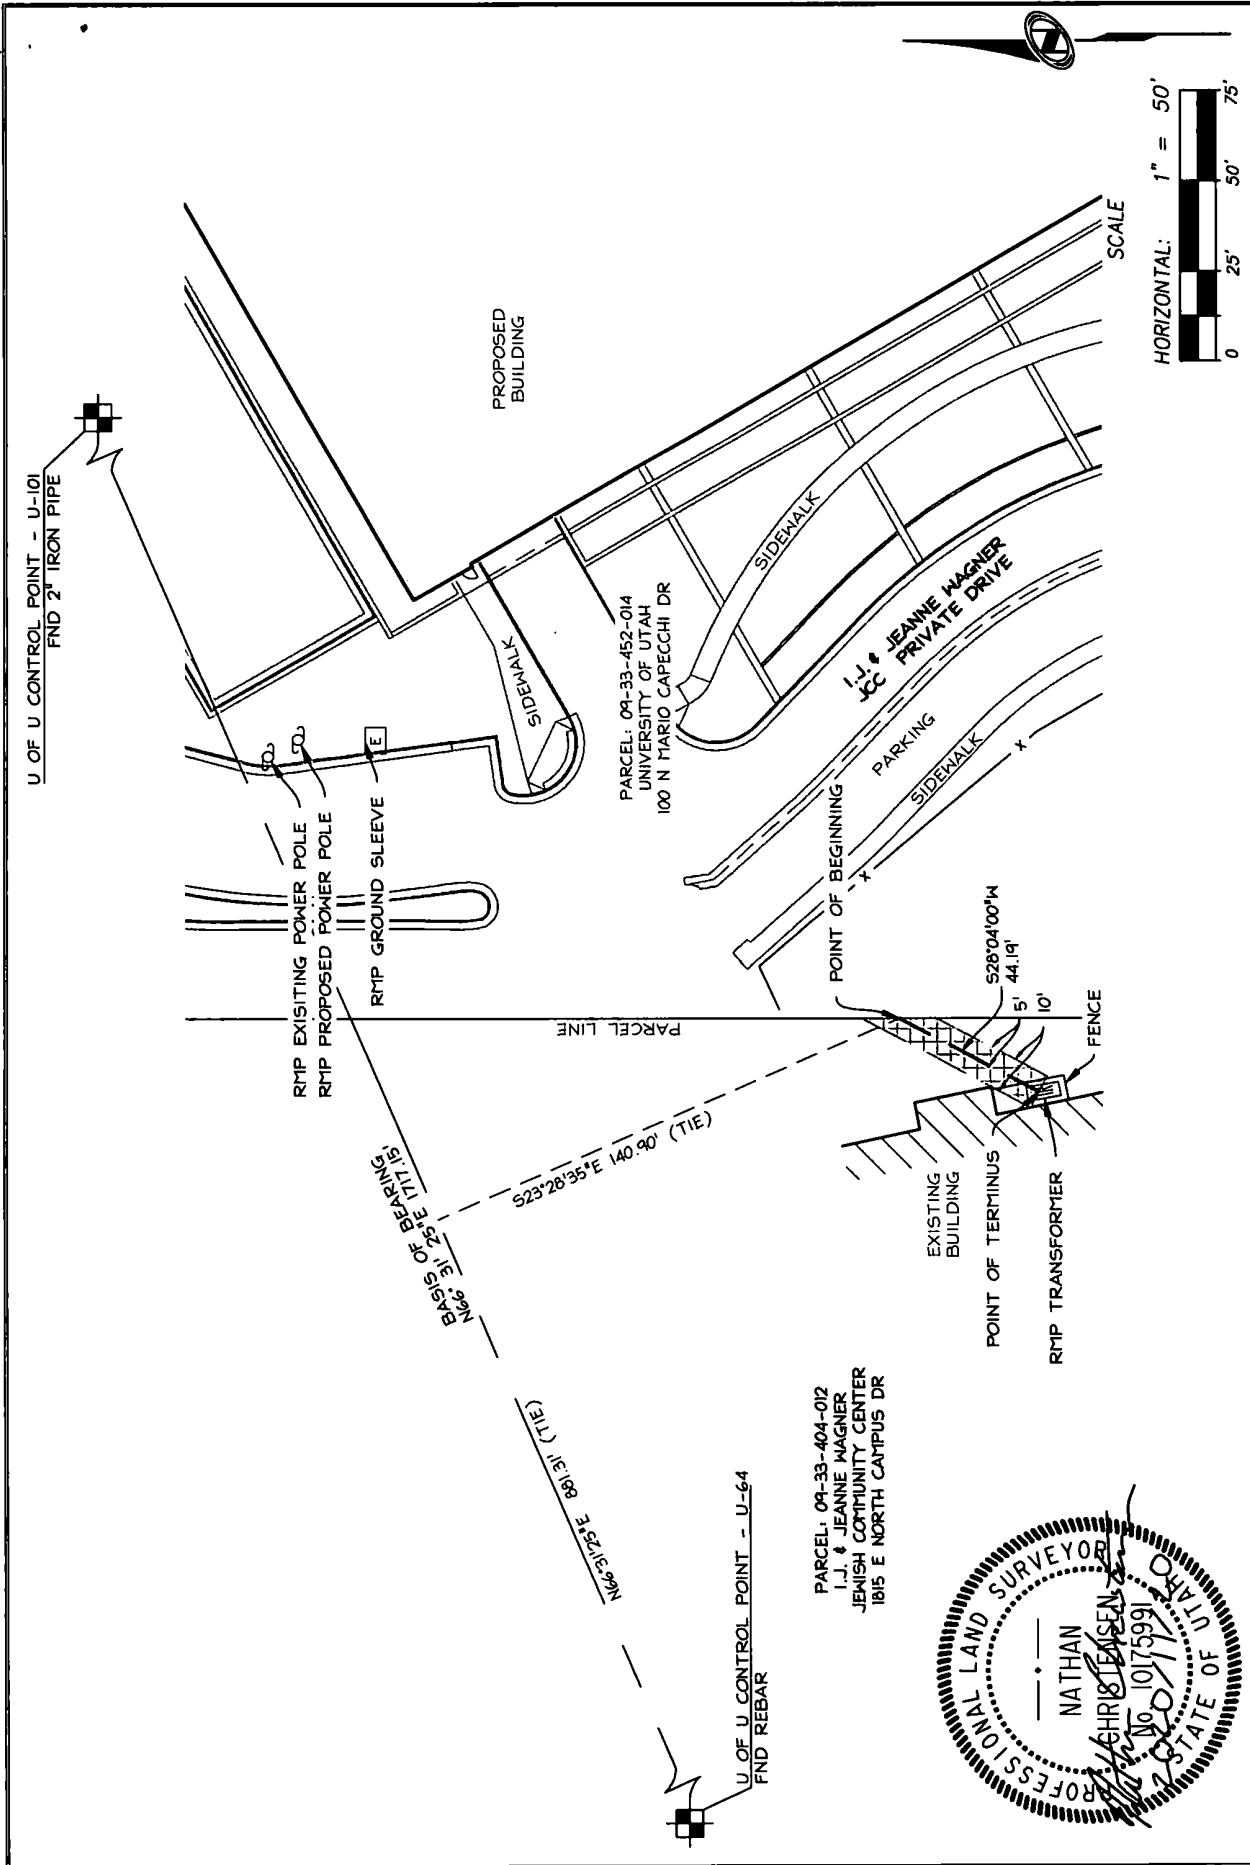 U OF U CONTROL POINT - U-101
FND 2" IRON PIPE
RMP EXISITING POWER POLE
RMP PROPOSED POWER POLE
RMP GROUND SLEEVE
E
SIDEWALK
PROPOSED
BUILDING
BASIS OF BEARING
N66° 31' 25"E 1717.15'
N66°31'25"E 881.31' (TIE)
S23°28'35"E 140.90' (TIE)
PARCEL LINE
PARCEL: 09-33-452-014
UNIVERSITY OF UTAH
100 N MARIO CAPECCHI DR
SIDEWALK
I.J. & JEANNE WAGNER
JCC PRIVATE DRIVE
PARKING
SIDEWALK
X
X
POINT OF BEGINNING
S28°04'00"W
44.19'
5'
10'
FENCE
EXISTING
BUILDING
POINT OF TERMINUS
RMP TRANSFORMER
U OF U CONTROL POINT - U-64
FND REBAR
PARCEL: 09-33-404-012
I.J. & JEANNE WAGNER
JEWISH COMMUNITY CENTER
1815 E NORTH CAMPUS DR
PROFESSIONAL LAND SURVEYOR
NATHAN
CHRISTENSEN
No. 10175991
STATE OF UTAH
Z
SCALE
HORIZONTAL: 1" = 50'
0 25' 50' 75'